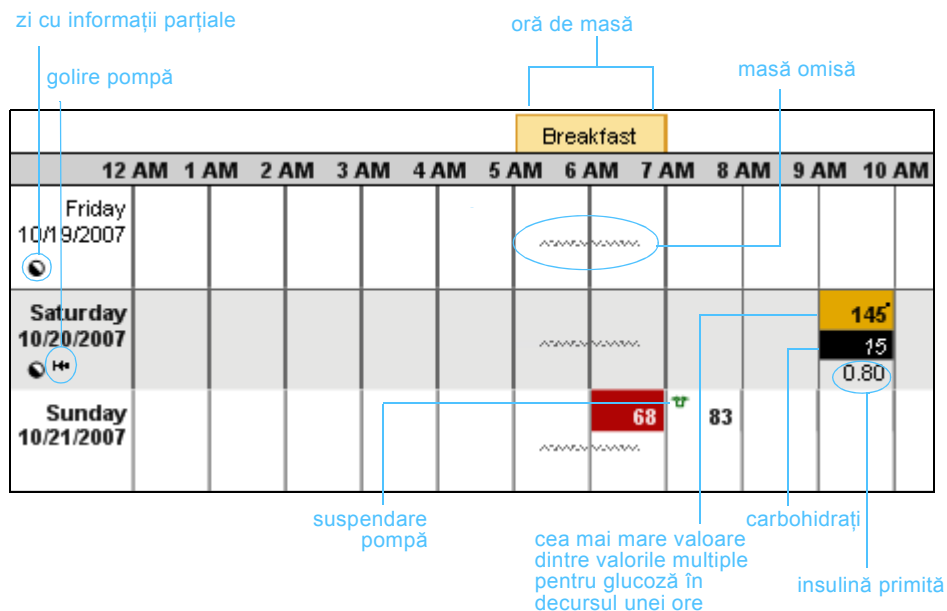 zi cu informații parțiale
oră de masă
golire pompă
masă omisă
Breakfast
12 AM 1 AM 2 AM 3 AM 4 AM 5 AM 6 AM 7 AM 8 AM 9 AM 10 AM
Friday
10/19/2007
Saturday
10/20/2007
145
15
0.80
Sunday
10/21/2007
68
83
suspendare
pompă
cea mai mare valoare
dintre valorile multiple
pentru glucoză în
decursul unei ore
carbohidrați
insulină primită